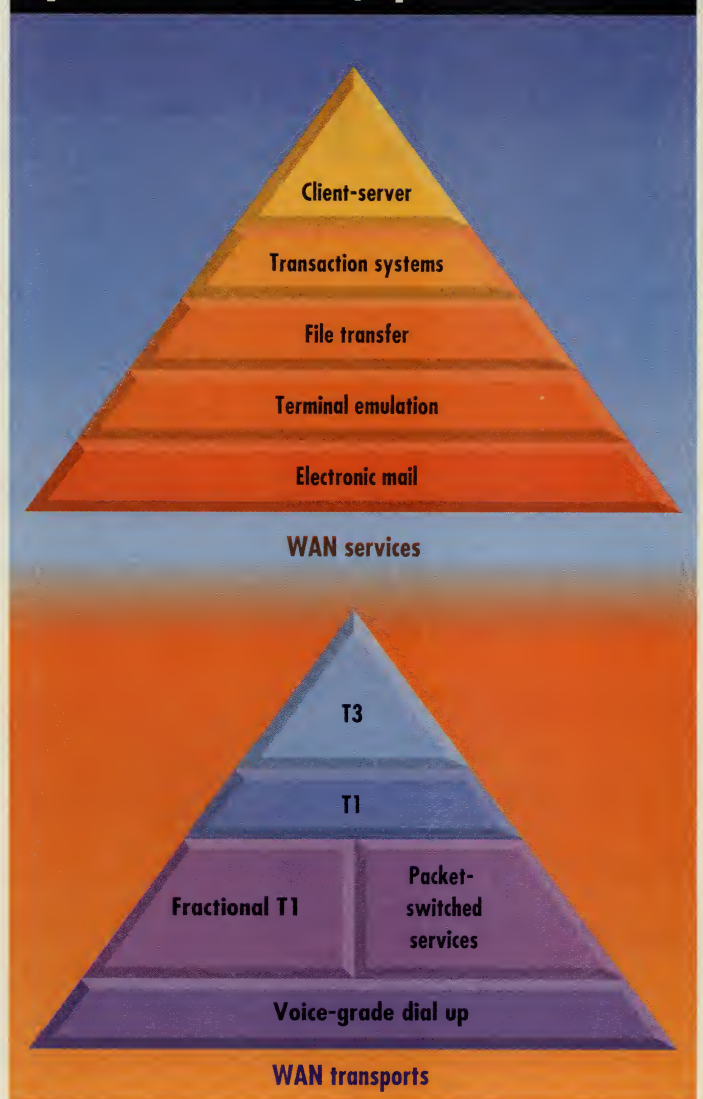 Client-server
Transaction systems
File transfer
Terminal emulation
Electronic mail
WAN services
T3
T1
Fractional T1
Packet-
switched
services
Voice-grade dial up
WAN transports